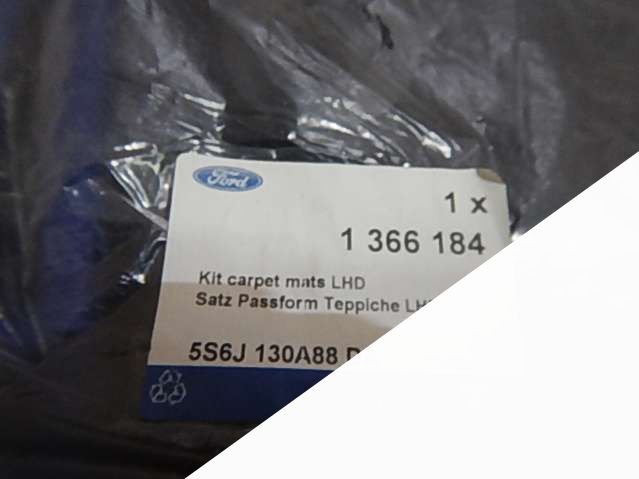 Ford
1 x
1 366 184
Kit carpet mats LHD
Satz Passform Teppiche
5S6J 130A88